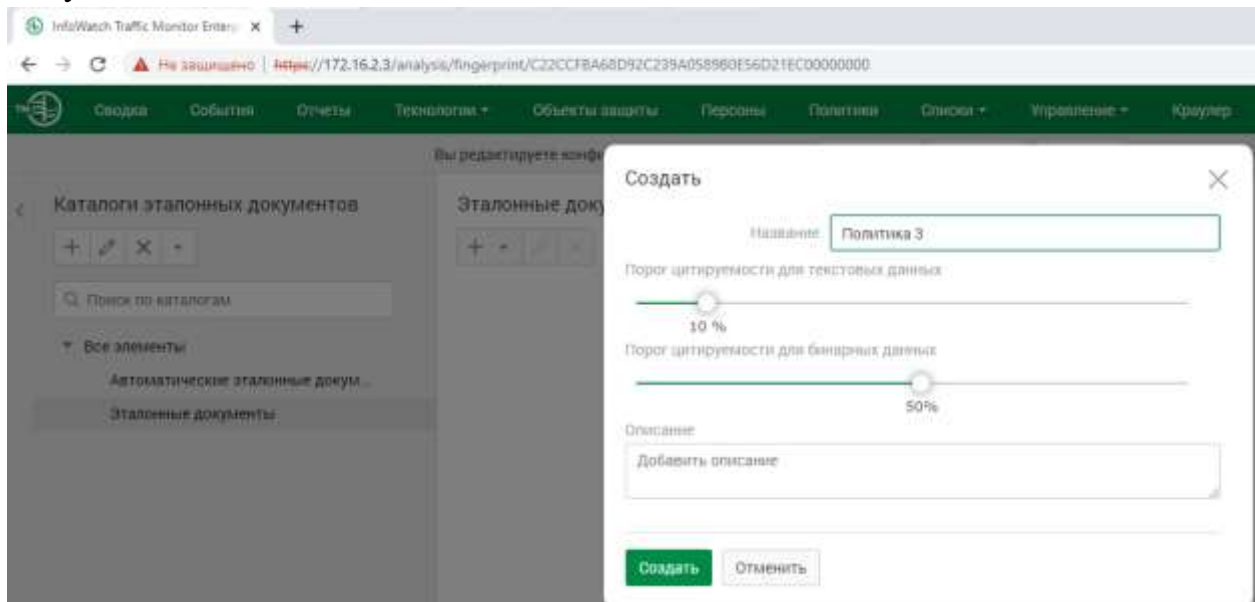 InfoWatch Traffic Monitor Enterp
Не защищено | https://172.16.2.3/analysis/fingerprint/C22CCFBA68D92C239A058980E56D21EC00000000
TM
Сводка События Отчеты Технологии Объекты защиты Персоны Политики Списки Управление Краулер
Вы редактируете конфи
Создать
Каталоги эталонных документов
Эталонные доку
Название Политика 3
Порог цитируемости для текстовых данных
Поиск по каталогам
10 %
Все элементы
Порог цитируемости для бинарных данных
Автоматические эталонные докум...
Эталонные документы
50%
Описание
Добавить описание
Создать Отменить